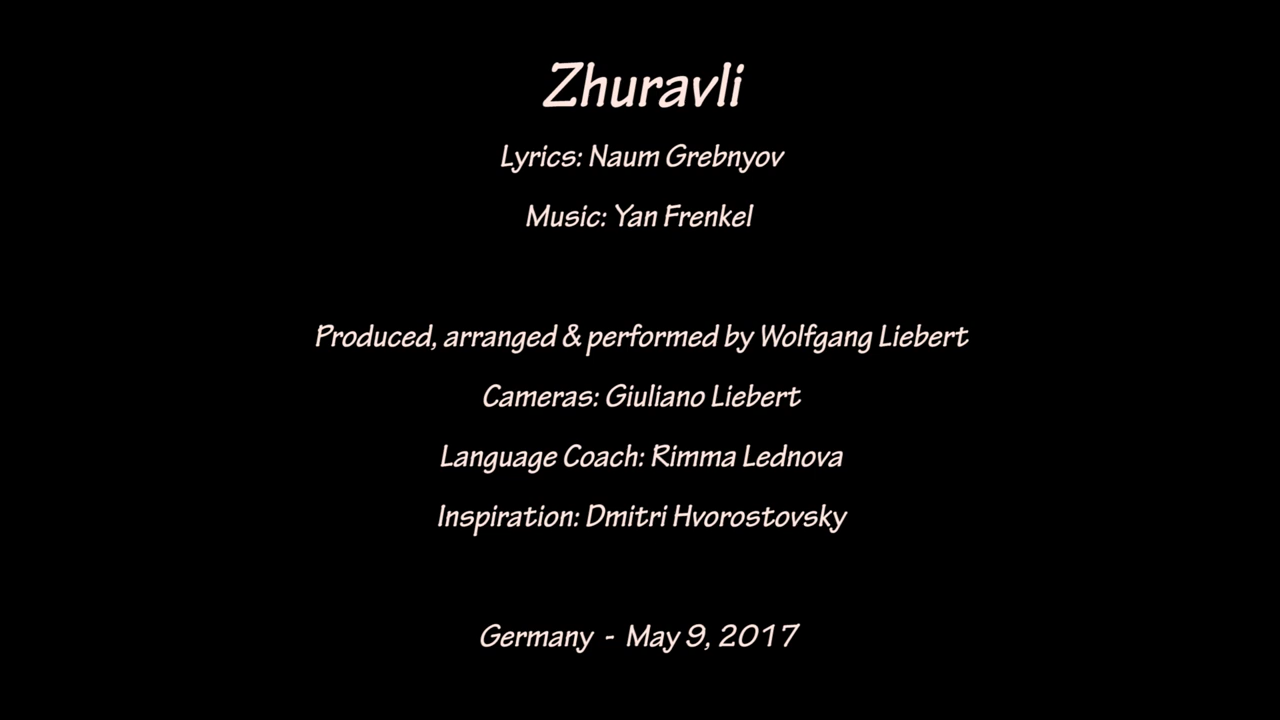 Zhuravli
Lyrics: Naum Grebnyov
Music: Yan Frenkel
Produced, arranged & performed by Wolfgang Liebert
Cameras: Giuliano Liebert
Language Coach: Rimma Lednova
Inspiration: Dmitri Hvorostovsky
Germany - May 9, 2017